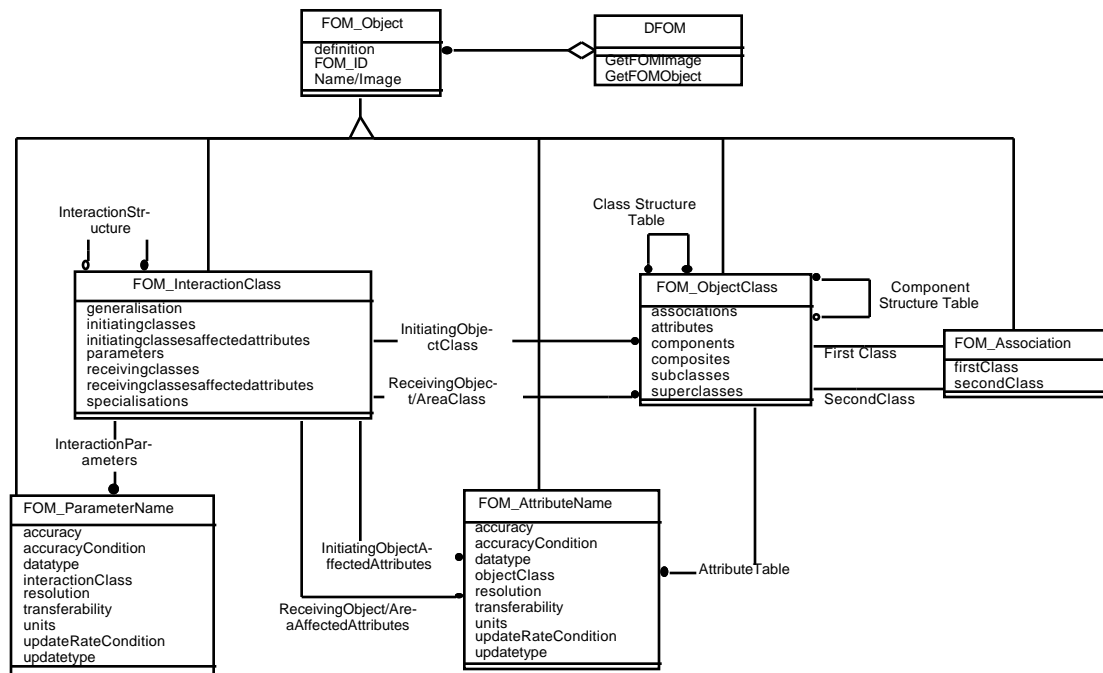 FOM_Object
definition
FOM_ID
Name/Image
DFOM
GetFOMImage
GetFOMObject
InteractionStr-
ucture
Class Structure
Table
FOM_InteractionClass
generalisation
initiatingclasses
initiatingclassesaffectedattributes
parameters
receivingclasses
receivingclassesaffectedattributes
specialisations
InitiatingObje-
ctClass
ReceivingObjec-
t/AreaClass
FOM_ObjectClass
associations
attributes
components
composites
subclasses
superclasses
Component
Structure Table
First Class
SecondClass
FOM_Association
firstClass
secondClass
InteractionPar-
ameters
FOM_ParameterName
accuracy
accuracyCondition
datatype
interactionClass
resolution
transferability
units
updateRateCondition
updatetype
InitiatingObjectA-
ffectedAttributes
ReceivingObject/Are-
aAffectedAttributes
FOM_AttributeName
accuracy
accuracyCondition
datatype
objectClass
resolution
transferability
units
updateRateCondition
updatetype
AttributeTable